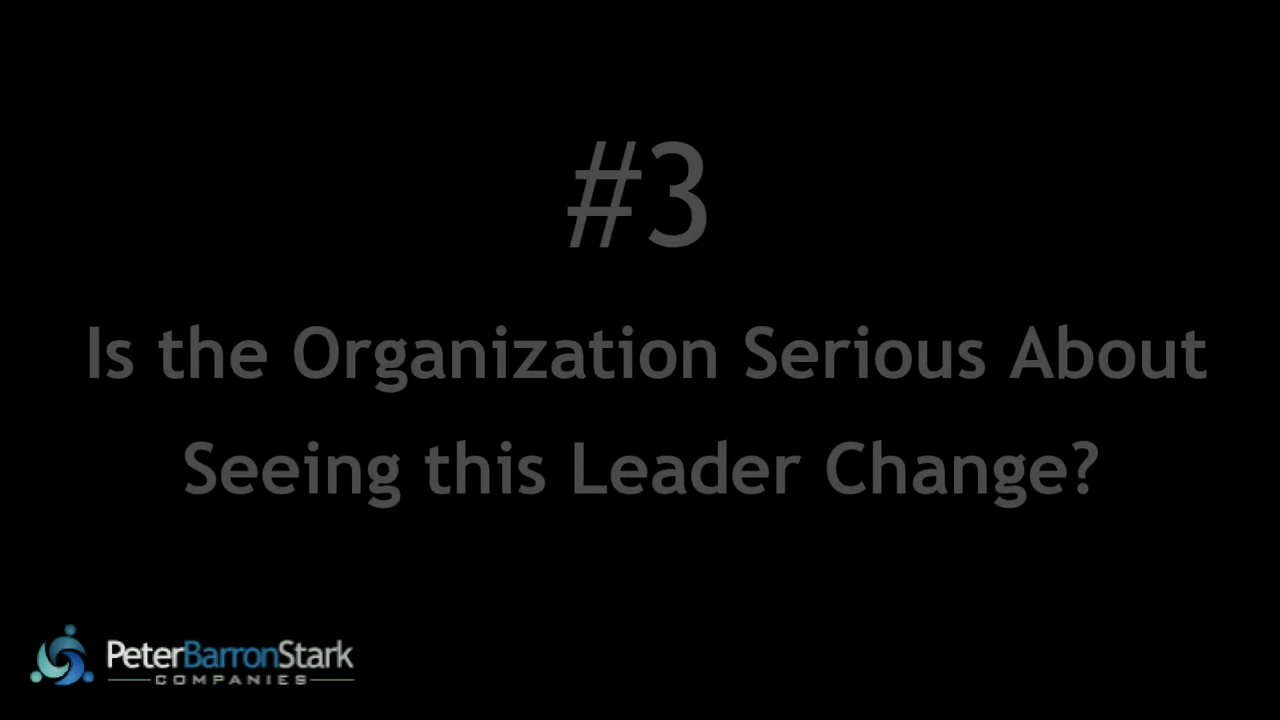 #3
Is the Organization Serious About
Seeing this Leader Change?
PeterBarronStark
COMPANIES